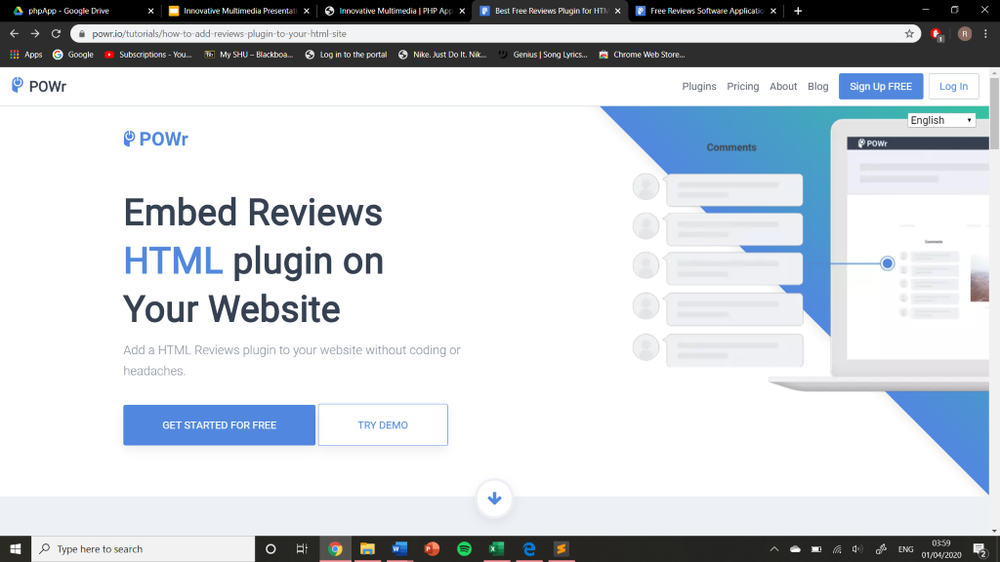 phpApp - Google Drive
Innovative Multimedia Presentati
Innovative Multimedia | PHP App
Best Free Reviews Plugin for HTM
Free Reviews Software Applicatio
powr.io/tutorials/how-to-add-reviews-plugin-to-your-html-site
R
Apps
Google
Subscriptions - You...
My SHU – Blackboa...
Log in to the portal
Nike. Just Do It. Nik...
Genius | Song Lyrics...
Chrome Web Store...
POWr
Plugins
Pricing
About
Blog
Sign Up FREE
Log In
English
POWr
Comments
POWr
Comments
Embed Reviews
HTML plugin on
Your Website
Add a HTML Reviews plugin to your website without coding or
headaches.
GET STARTED FOR FREE
TRY DEMO
Type here to search
ENG
03:59
01/04/2020
2